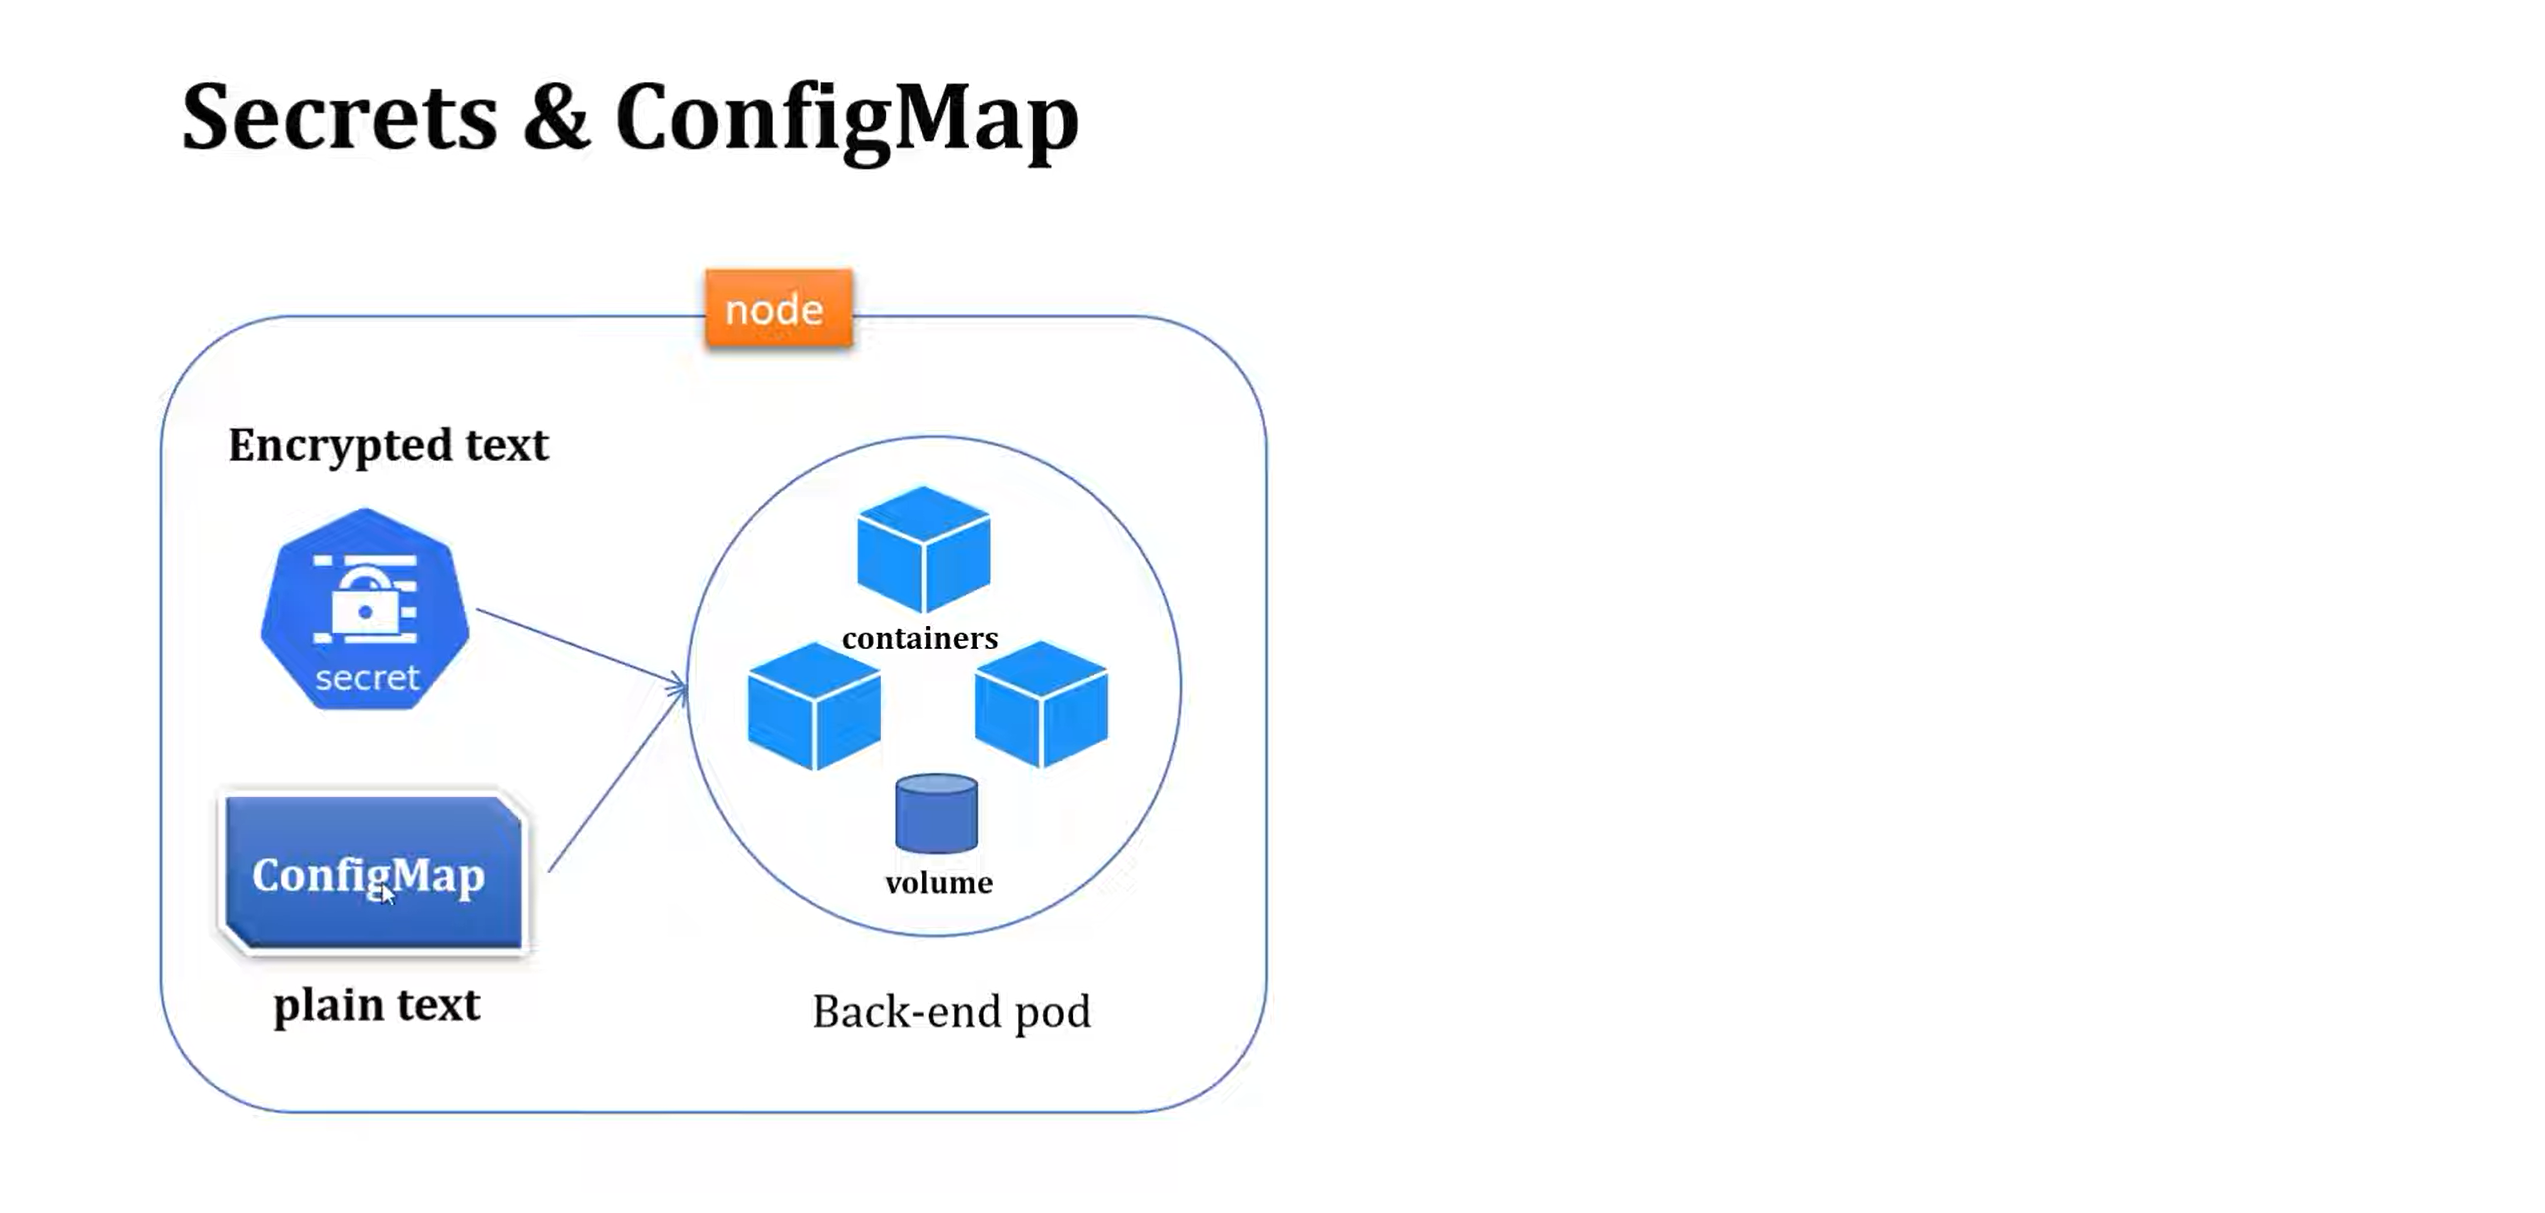 Secrets & ConfigMap
node
Encrypted text
secret
containers
ConfigMap
volume
plain text
Back-end pod